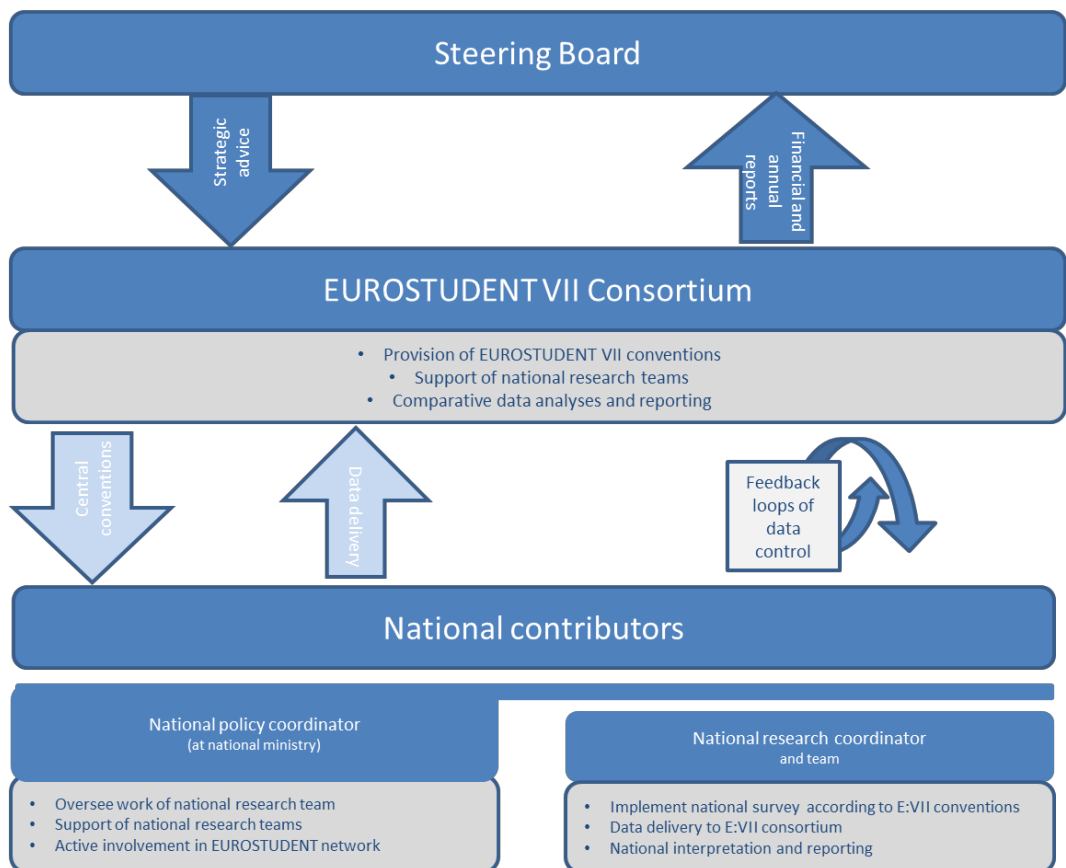 Steering Board
Strategic
advice
Financial and
annual
reports
EUROSTUDENT VII Consortium
• Provision of EUROSTUDENT VII conventions
• Support of national research teams
• Comparative data analyses and reporting
Central
conventions
Data delivery
Feedback
loops of
data
control
National contributors
National policy coordinator
(at national ministry)
• Oversee work of national research team
• Support of national research teams
• Active involvement in EUROSTUDENT network
National research coordinator
and team
• Implement national survey according to E:VII conventions
• Data delivery to E:VII consortium
• National interpretation and reporting